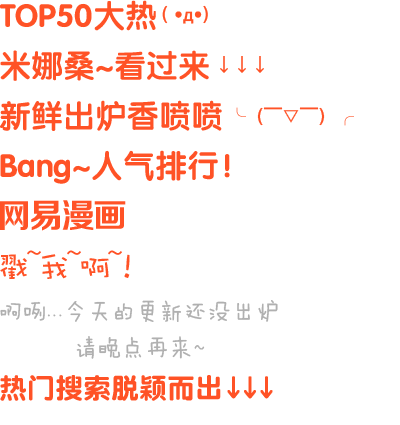 TOP50大热( •д•)
米娜桑~看过来↓↓↓
新鲜出炉香喷喷╰(￣▽￣)╭
Bang~人气排行!
网易漫画
戳~我~啊~!
啊咧...今天的更新还没出炉
请晚点再来~
热门搜索脱颖而出↓↓↓